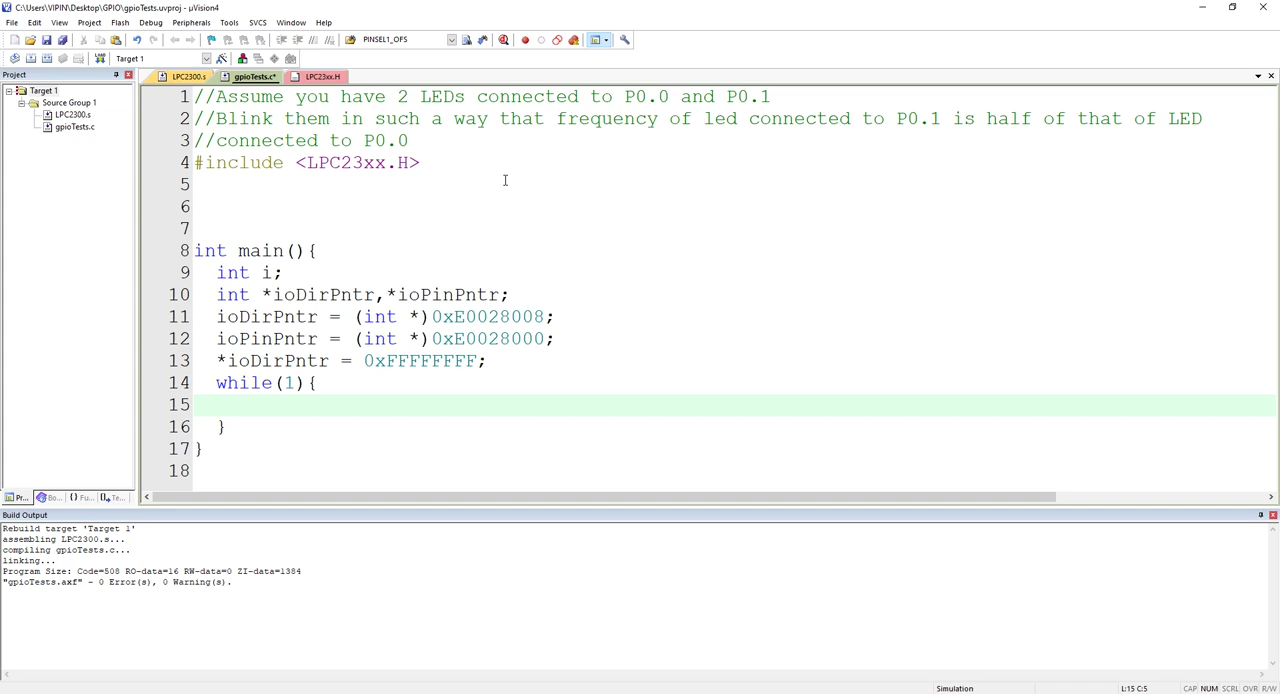 C:\Users\VIPIN\Desktop\GPIO\gpioTests.uvproj - µVision4
File Edit View Project Flash Debug Peripherals Tools SVCS Window Help
PINSEL1_OFS
Target 1
Project
LPC2300.s gpioTests.c* LPC23xx.H
Target 1
Source Group 1
LPC2300.s
gpioTests.c
1 //Assume you have 2 LEDs connected to P0.0 and P0.1
2 //Blink them in such a way that frequency of led connected to P0.1 is half of that of LED
3 //connected to P0.0
4 #include <LPC23xx.H>
5
6
7
8 int main(){
9 int i;
10 int *ioDirPntr,*ioPinPntr;
11 ioDirPntr = (int *)0xE0028008;
12 ioPinPntr = (int *)0xE0028000;
13 *ioDirPntr = 0xFFFFFFFF;
14 while(1){
15
16 }
17 }
18
Pr... Bo... {} Fu... Te...
Build Output
Rebuild target 'Target 1'
assembling LPC2300.s...
compiling gpioTests.c...
linking...
Program Size: Code=508 RO-data=16 RW-data=0 ZI-data=1384
"gpioTests.axf" - 0 Error(s), 0 Warning(s).
Simulation L:15 C:5 CAP NUM SCRL OVR R/W